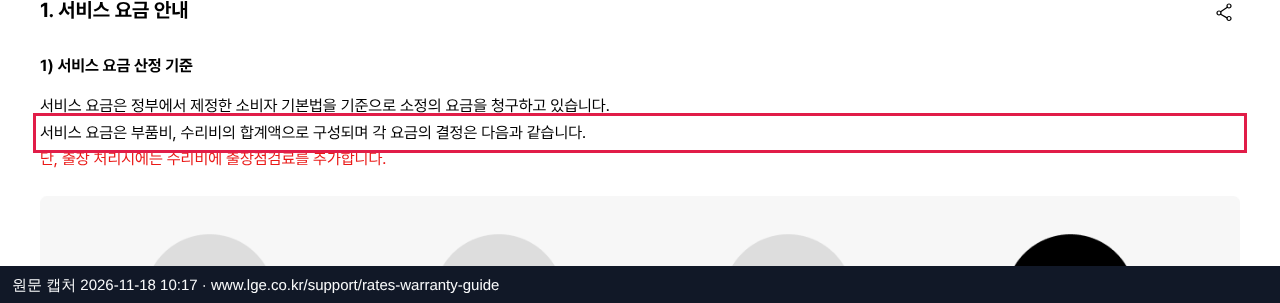 1. 서비스 요금 안내
1) 서비스 요금 산정 기준
서비스 요금은 정부에서 제정한 소비자 기본법을 기준으로 소정의 요금을 청구하고 있습니다.
서비스 요금은 부품비, 수리비의 합계액으로 구성되며 각 요금의 결정은 다음과 같습니다.
단, 출장 처리시에는 수리비에 출장점검료를 추가합니다.
원문 캡처 2026-11-18 10:17 · www.lge.co.kr/support/rates-warranty-guide